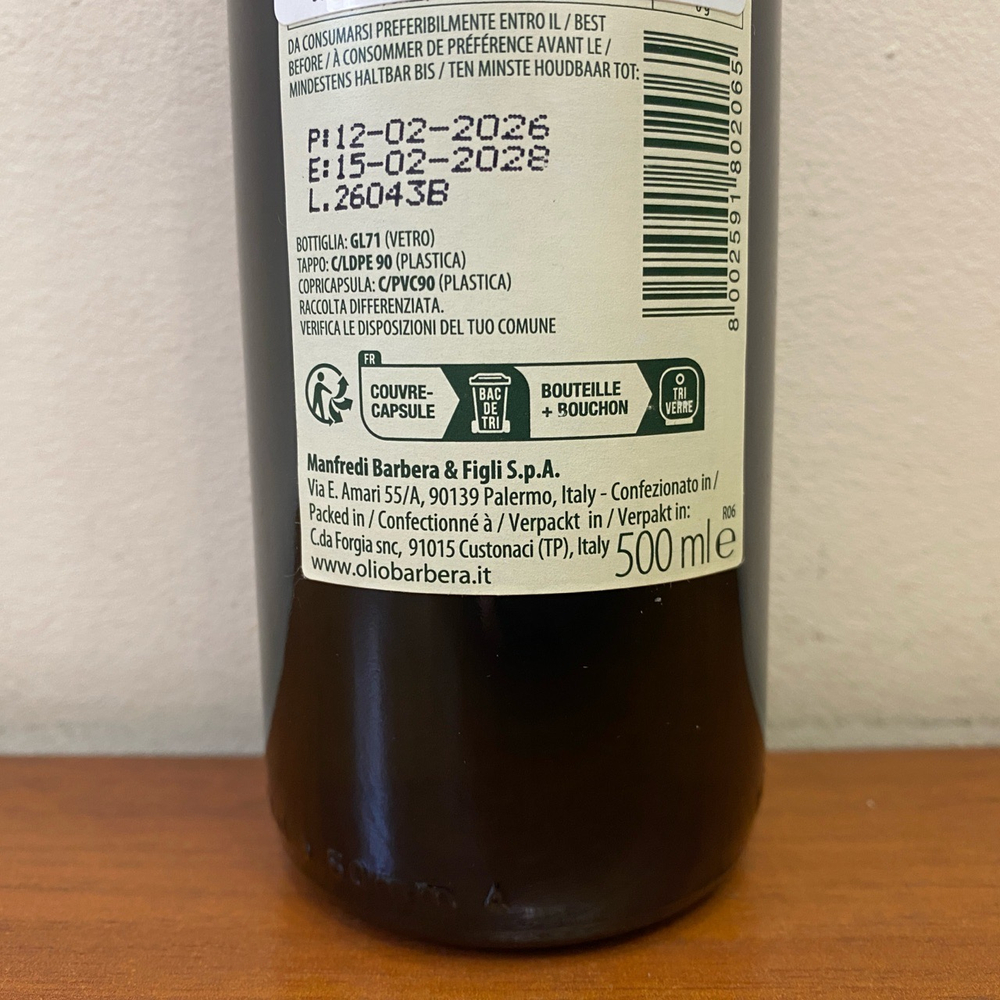 DA CONSUMARSI PREFERIBILMENTE ENTRO IL / BEST
BEFORE / À CONSOMMER DE PRÉFÉRENCE AVANT LE /
MINDESTENS HALTBAR BIS / TEN MINSTE HOUDBAAR TOT:
P:12-02-2026
E:15-02-2028
L.26043B
8 002591 802065
BOTTIGLIA: GL71 (VETRO)
TAPPO: C/LDPE 90 (PLASTICA)
COPRICAPSULA: C/PVC90 (PLASTICA)
RACCOLTA DIFFERENZIATA.
VERIFICA LE DISPOSIZIONI DEL TUO COMUNE
FR
COUVRE-
CAPSULE
BAC
DE
TRI
BOUTEILLE
+ BOUCHON
TRI
VERRE
Manfredi Barbera & Figli S.p.A.
Via E. Amari 55/A, 90139 Palermo, Italy - Confezionato in /
Packed in / Confectionné à / Verpackt in / Verpakt in:
R06
C.da Forgia snc, 91015 Custonaci (TP), Italy
500 ml e
www.oliobarbera.it